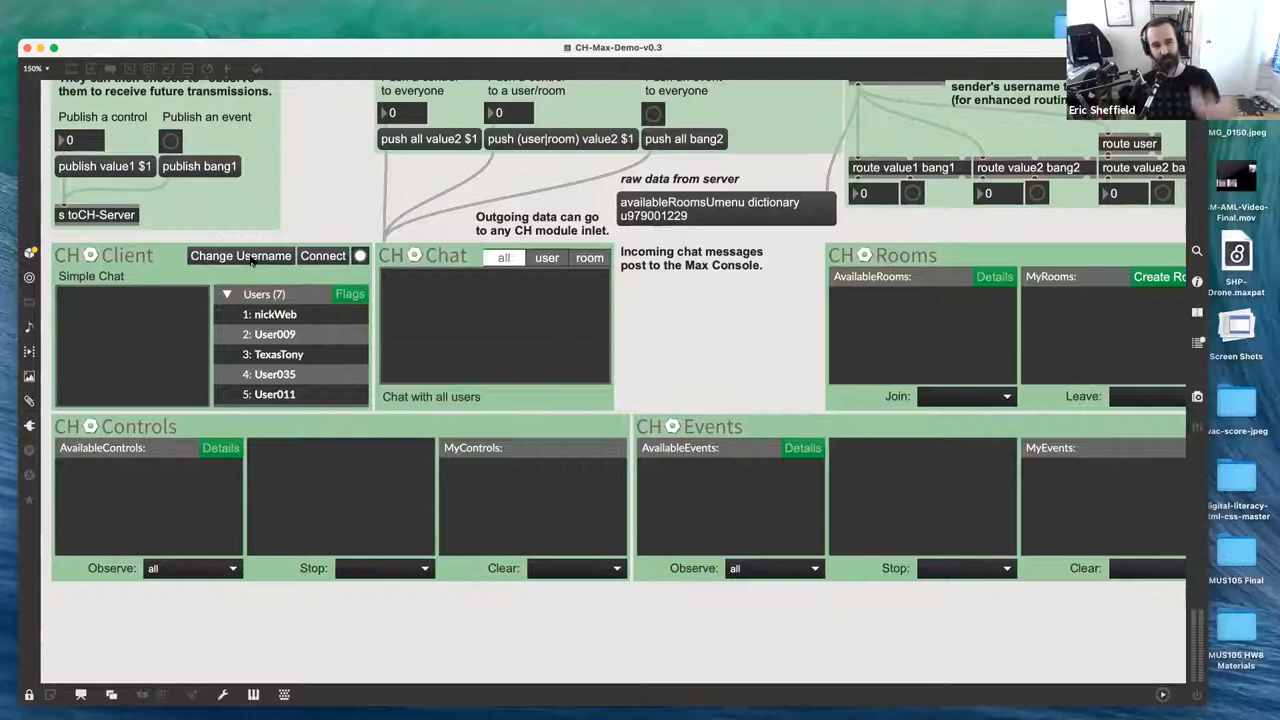 CH-Max-Demo-v0.3
150%
them to receive future transmissions.
Publish a control
Publish an event
0
publish value1 $1
publish bang1
s toCH-Server
to everyone
to a user/room
to everyone
0
0
push all value2 $1
push (user|room) value2 $1
push all bang2
raw data from server
availableRoomsUmenu dictionary
u979001229
Outgoing data can go
to any CH module inlet.
sender's username t
(for enhanced routin
Eric Sheffield
route user
route value1 bang1
route value2 bang2
route value2 ba
0
0
0
CH Client
Change Username
Connect
Simple Chat
Users (7)
Flags
1: nickWeb
2: User009
3: TexasTony
4: User035
5: User011
CH Chat
all
user
room
Chat with all users
Incoming chat messages
post to the Max Console.
CH Rooms
AvailableRooms:
Details
MyRooms:
Create Ro
Join:
Leave:
CH Controls
AvailableControls:
Details
MyControls:
Observe:
all
Stop:
Clear:
CH Events
AvailableEvents:
Details
MyEvents:
Observe:
all
Stop:
Clear:
MG_0150.jpeg
M-AML-Video-
Final.mov
SHP-
Drone.maxpat
Screen Shots
vac-score-jpeg
digital-literacy-
html-css-master
MUS105 Final
MUS105 HW8
Materials